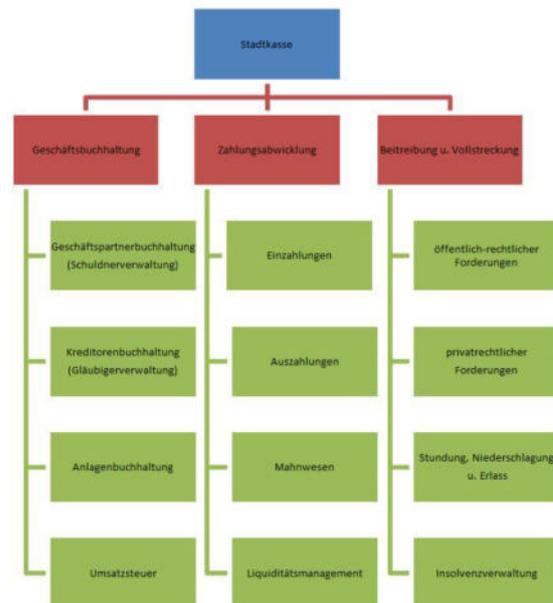 Stadtkasse
Geschäftsbuchhaltung
Zahlungsabwicklung
Beitreibung u. Vollstreckung
Geschäftspartnerbuchhaltung
(Schuldnerverwaltung)
Einzahlungen
öffentlich-rechtlicher
Forderungen
Kreditorenbuchhaltung
(Gläubigerverwaltung)
Auszahlungen
privatrechtlicher
Forderungen
Anlagenbuchhaltung
Mahnwesen
Stundung, Niederschlagung
u. Erlass
Umsatzsteuer
Liquiditätsmanagement
Insolvenzverwaltung